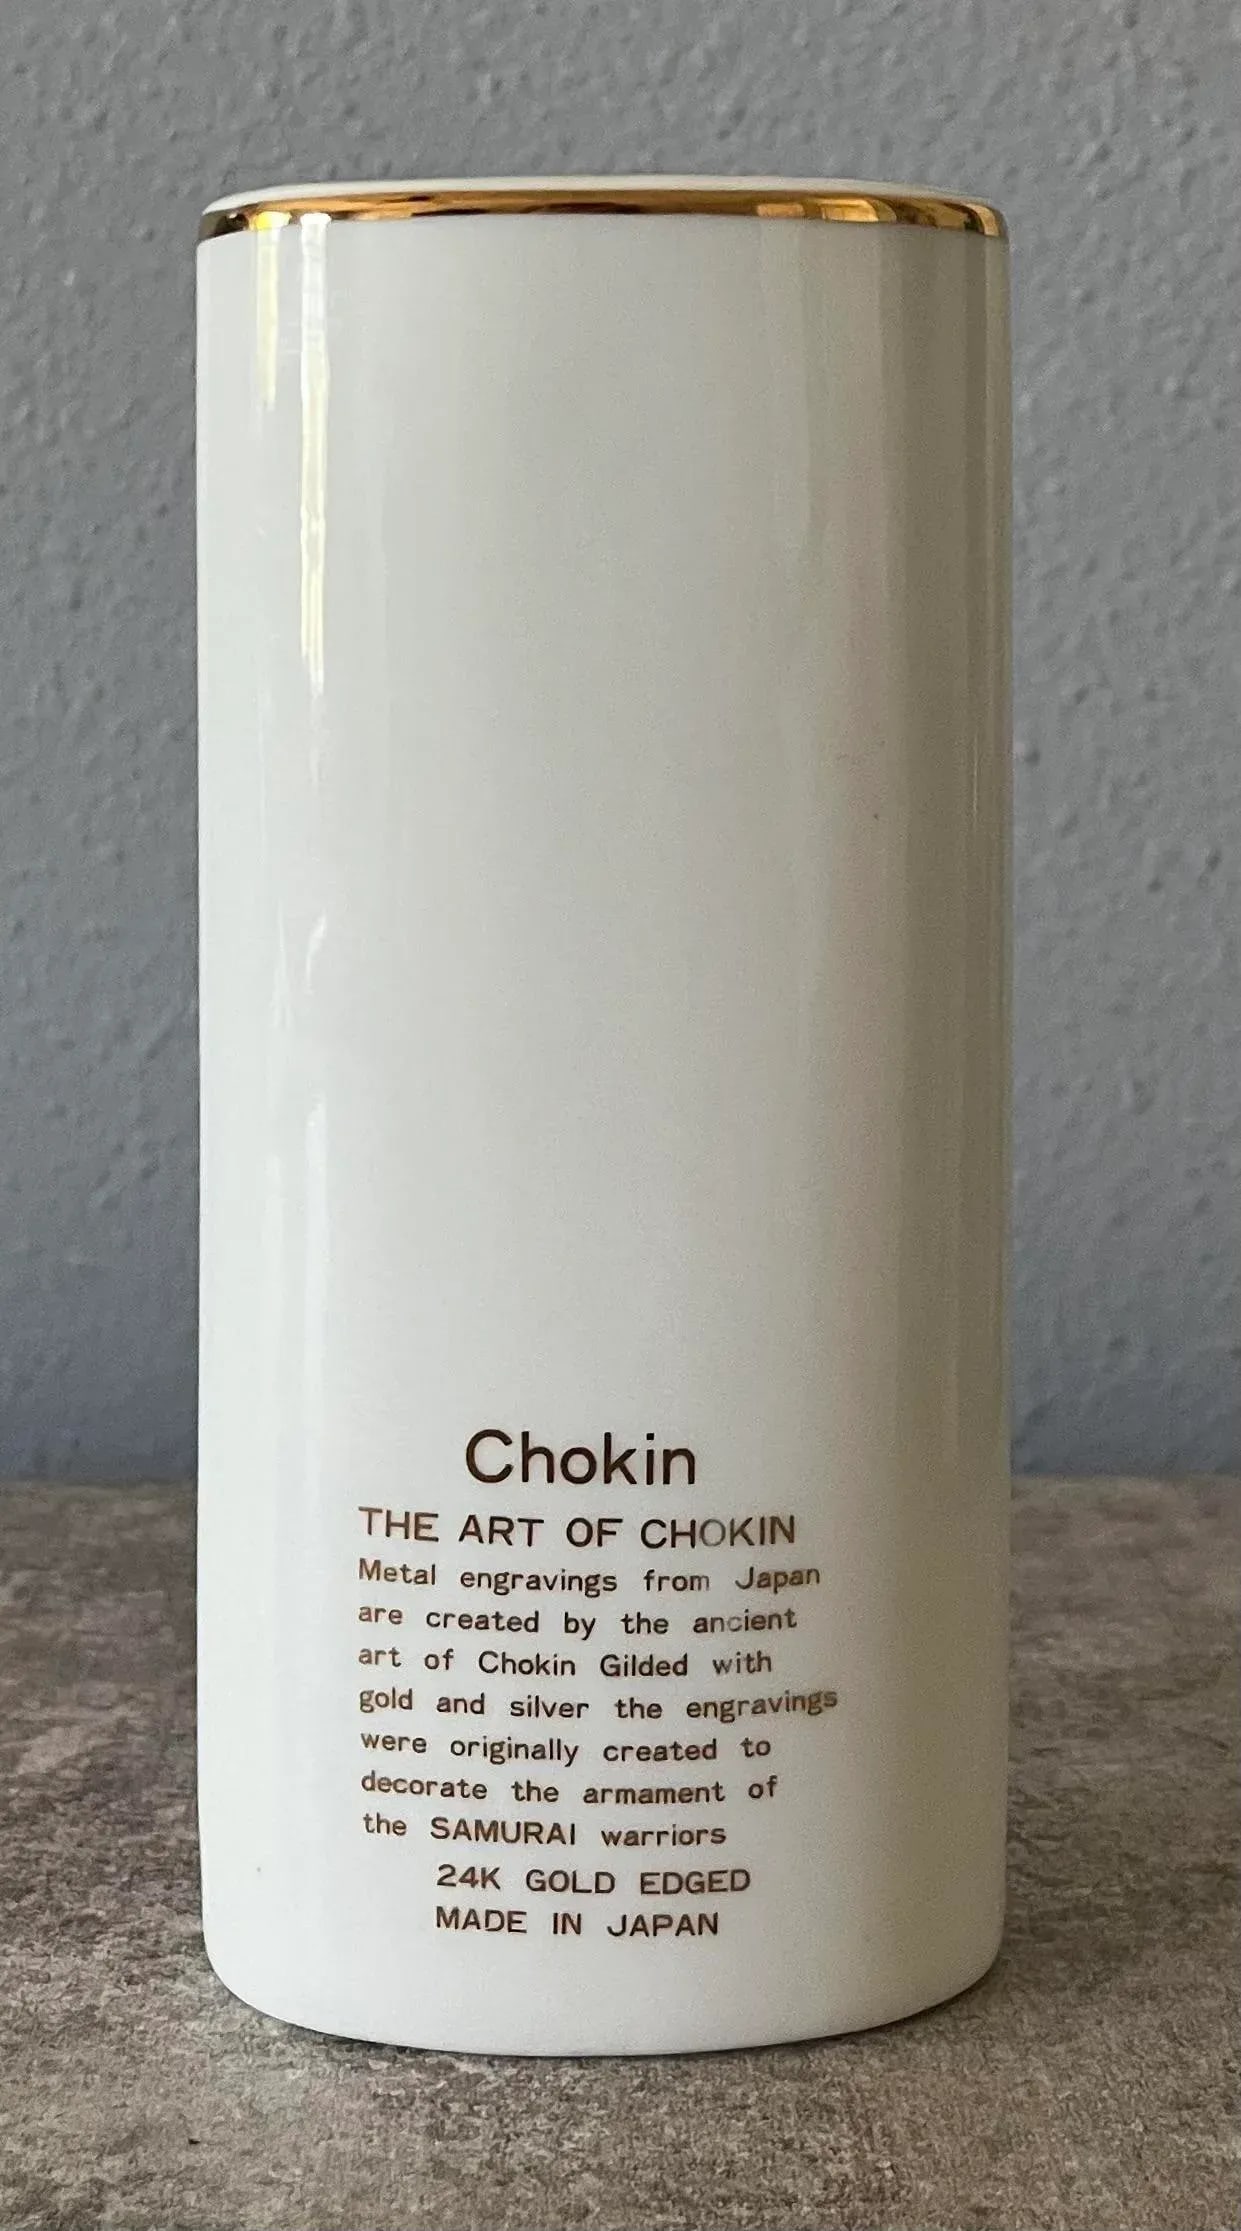 Chokin
THE ART OF CHOKIN
Metal engravings from Japan
are created by the ancient
art of Chokin Gilded with
gold and silver the engravings
were originally created to
decorate the armament of
the SAMURAI warriors
24K GOLD EDGED
MADE IN JAPAN